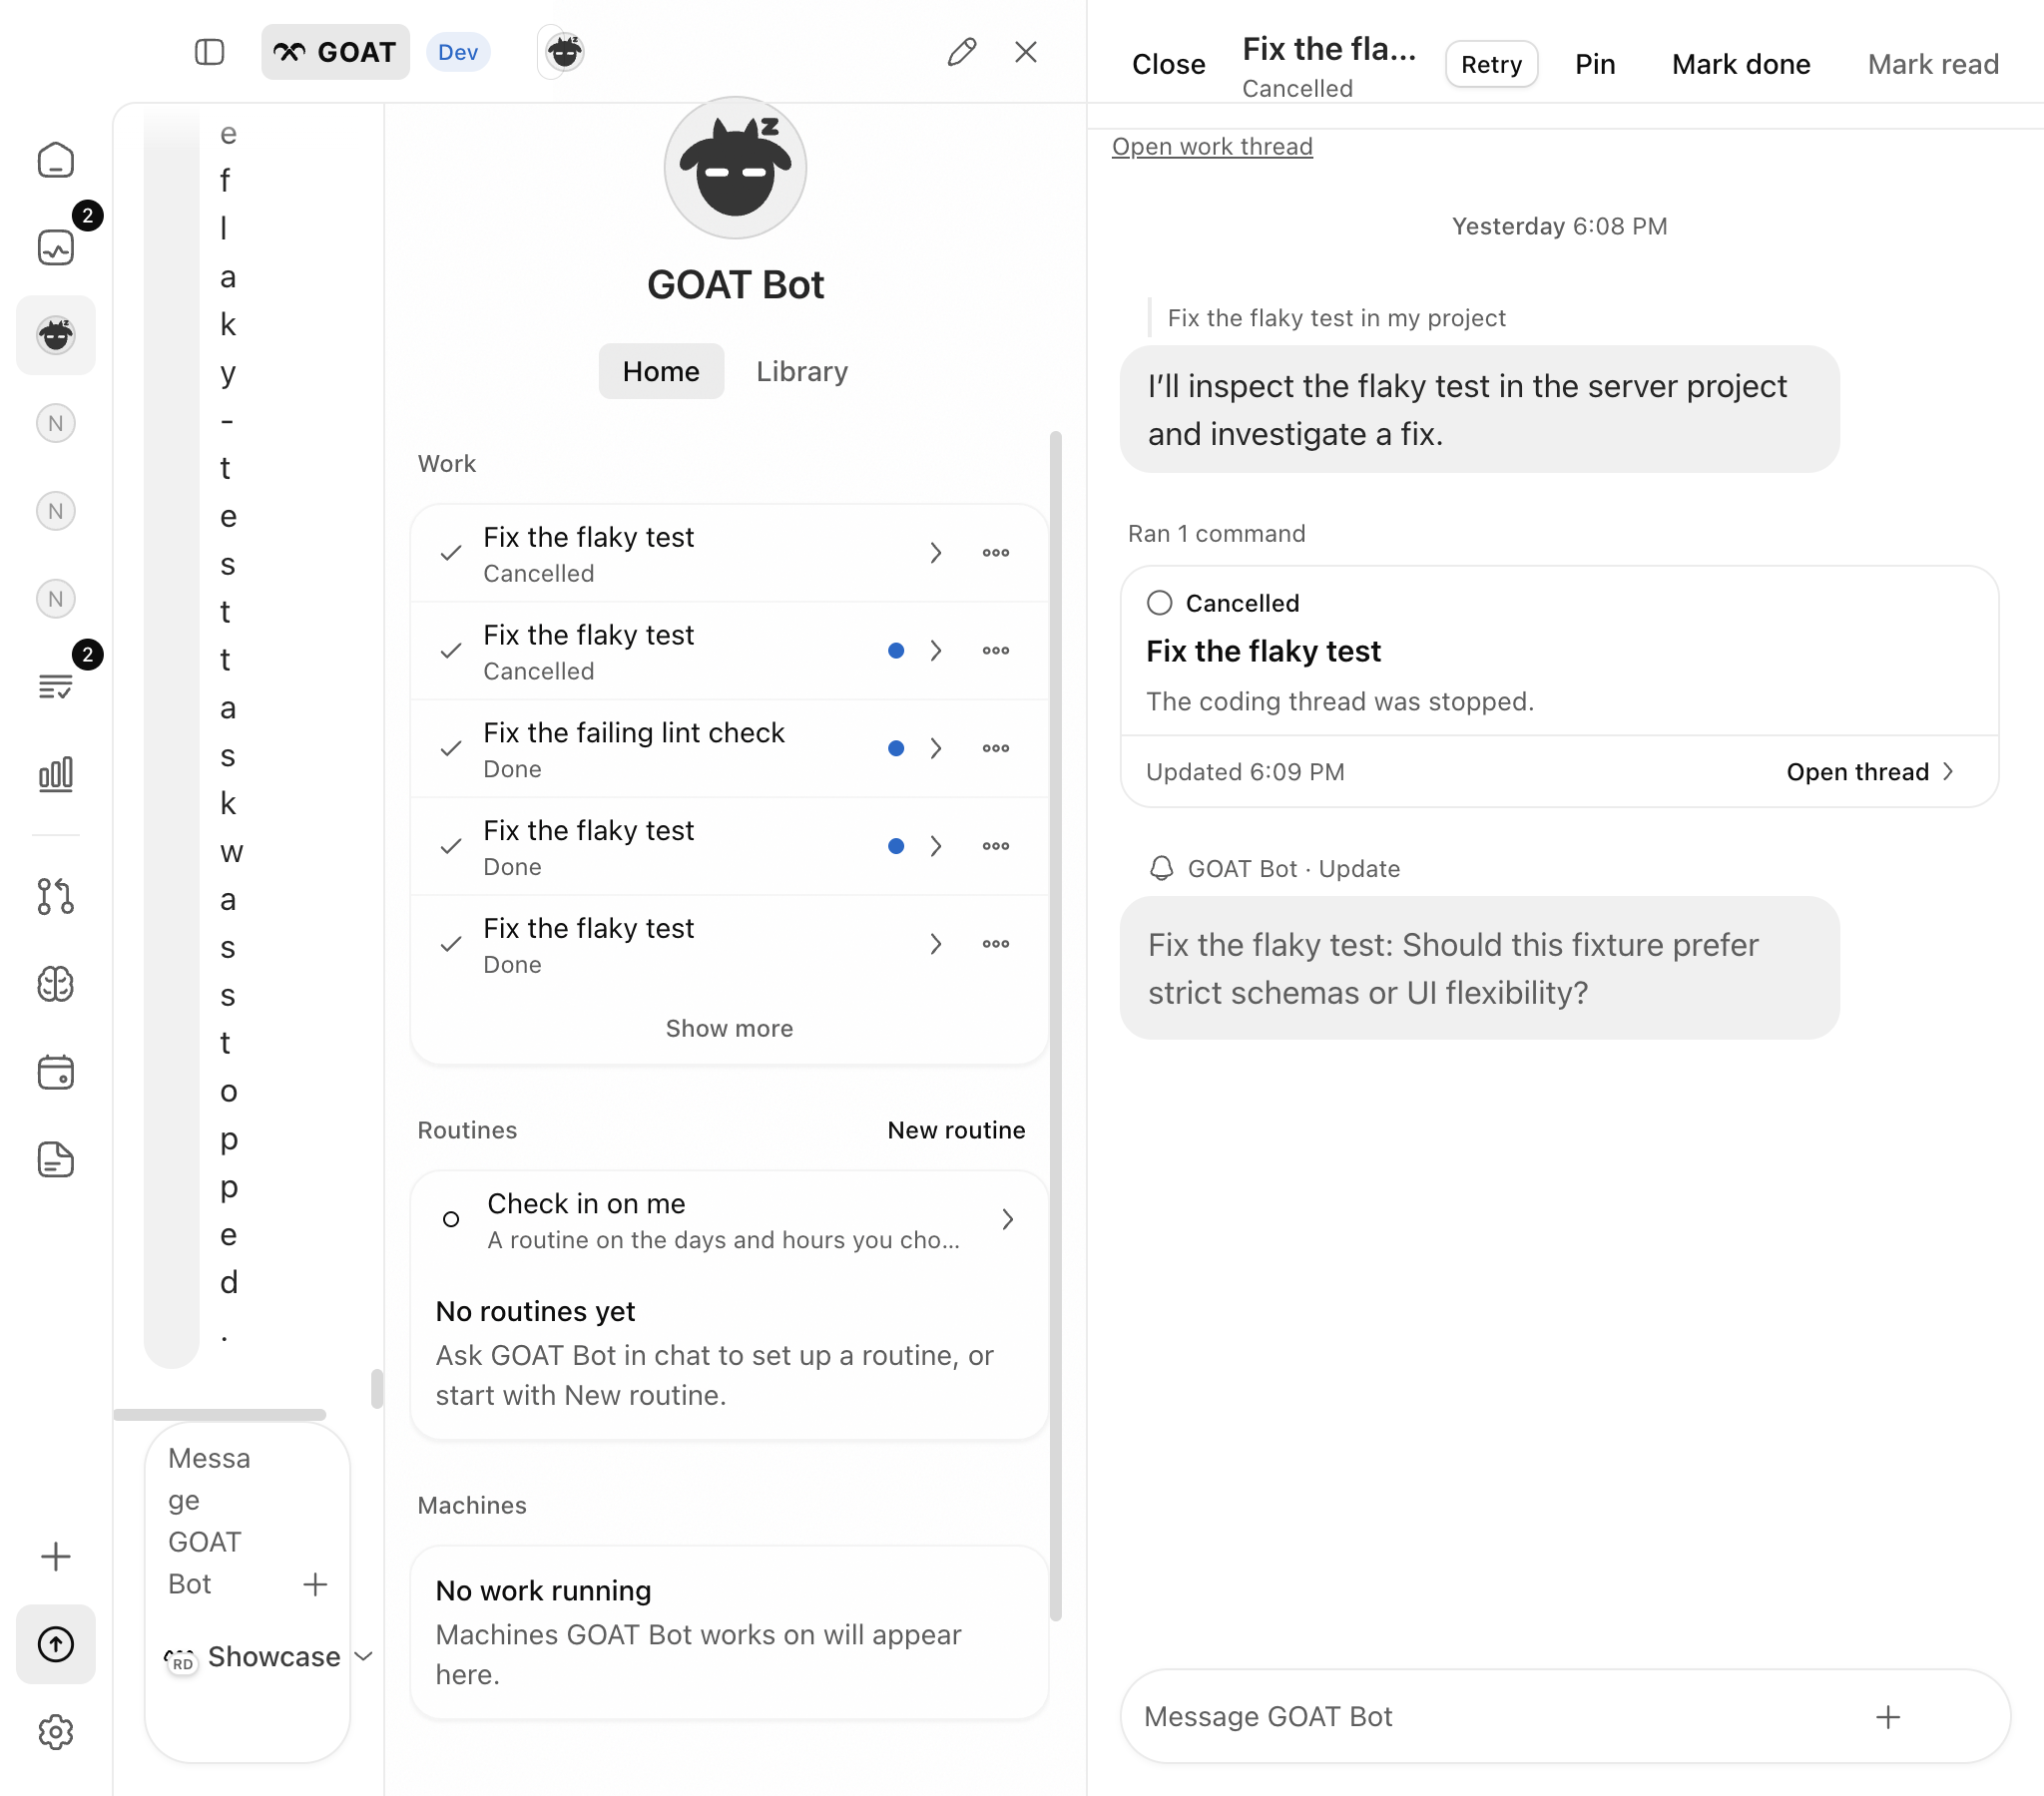 GOAT
Dev
2
N
N
N
2
e
f
l
a
k
y
-
t
e
s
t
t
a
s
k
w
a
s
s
t
o
p
p
e
d
.
Messa
ge
GOAT
Bot
RD
Showcase
z
GOAT Bot
Home
Library
Work
Fix the flaky test
Cancelled
Fix the flaky test
Cancelled
Fix the failing lint check
Done
Fix the flaky test
Done
Fix the flaky test
Done
Show more
Routines
New routine
Check in on me
A routine on the days and hours you cho...
No routines yet
Ask GOAT Bot in chat to set up a routine, or
start with New routine.
Machines
No work running
Machines GOAT Bot works on will appear
here.
Close
Fix the fla...
Cancelled
Retry
Pin
Mark done
Mark read
Open work thread
Yesterday 6:08 PM
Fix the flaky test in my project
I’ll inspect the flaky test in the server project
and investigate a fix.
Ran 1 command
Cancelled
Fix the flaky test
The coding thread was stopped.
Updated 6:09 PM
Open thread
GOAT Bot · Update
Fix the flaky test: Should this fixture prefer
strict schemas or UI flexibility?
Message GOAT Bot